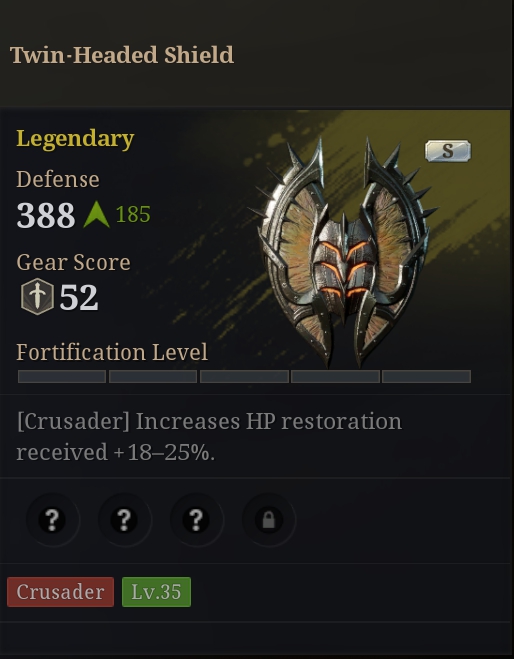 Twin-Headed Shield
Legendary
S
Defense
388 185
Gear Score
52
Fortification Level
[Crusader] Increases HP restoration
received +18–25%.
? ? ?
Crusader Lv.35